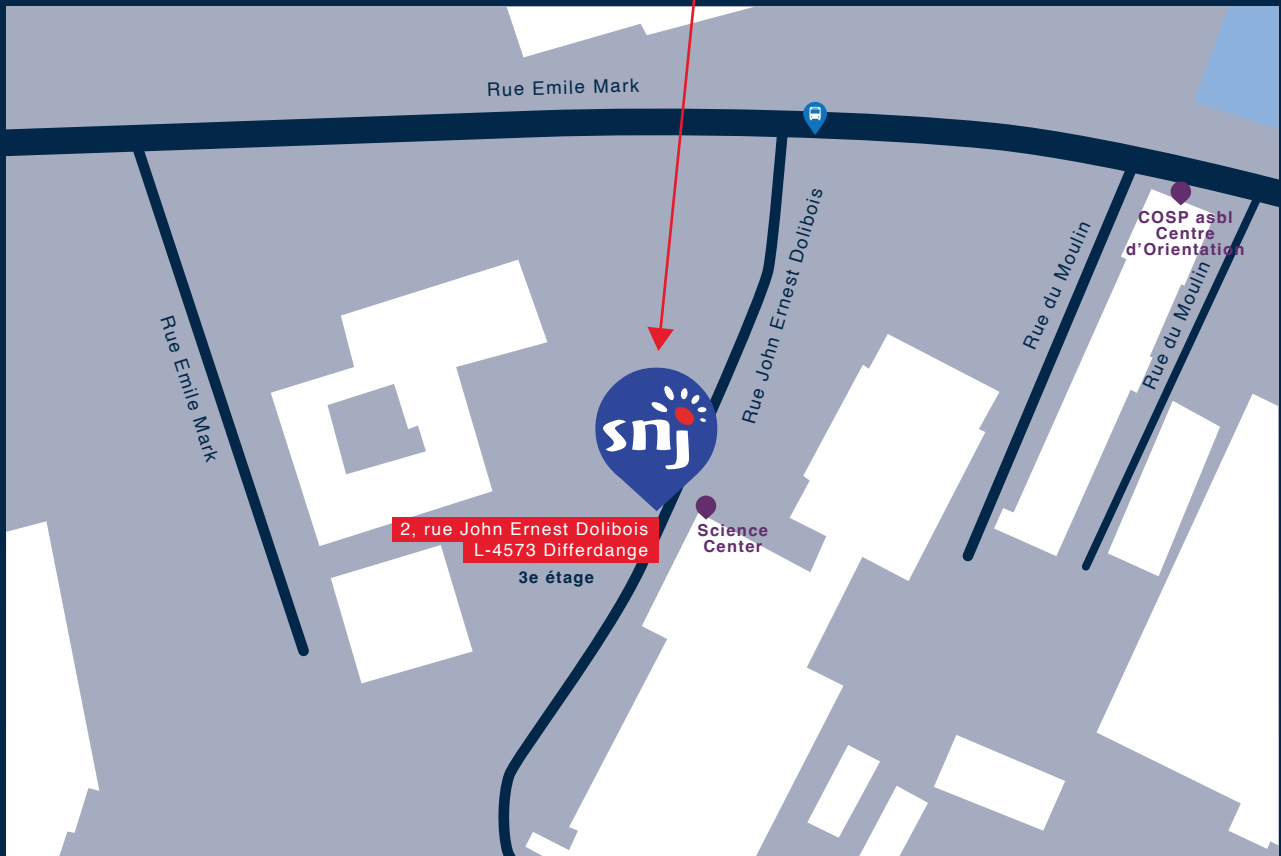 Rue Emile Mark
Rue John Ernest Dolibois
Rue du Moulin
COSP asbl
Centre
d'Orientation
Rue du Moulin
Rue Emile Mark
snj
2, rue John Ernest Dolibois
L-4573 Differdange
3e étage
Science
Center